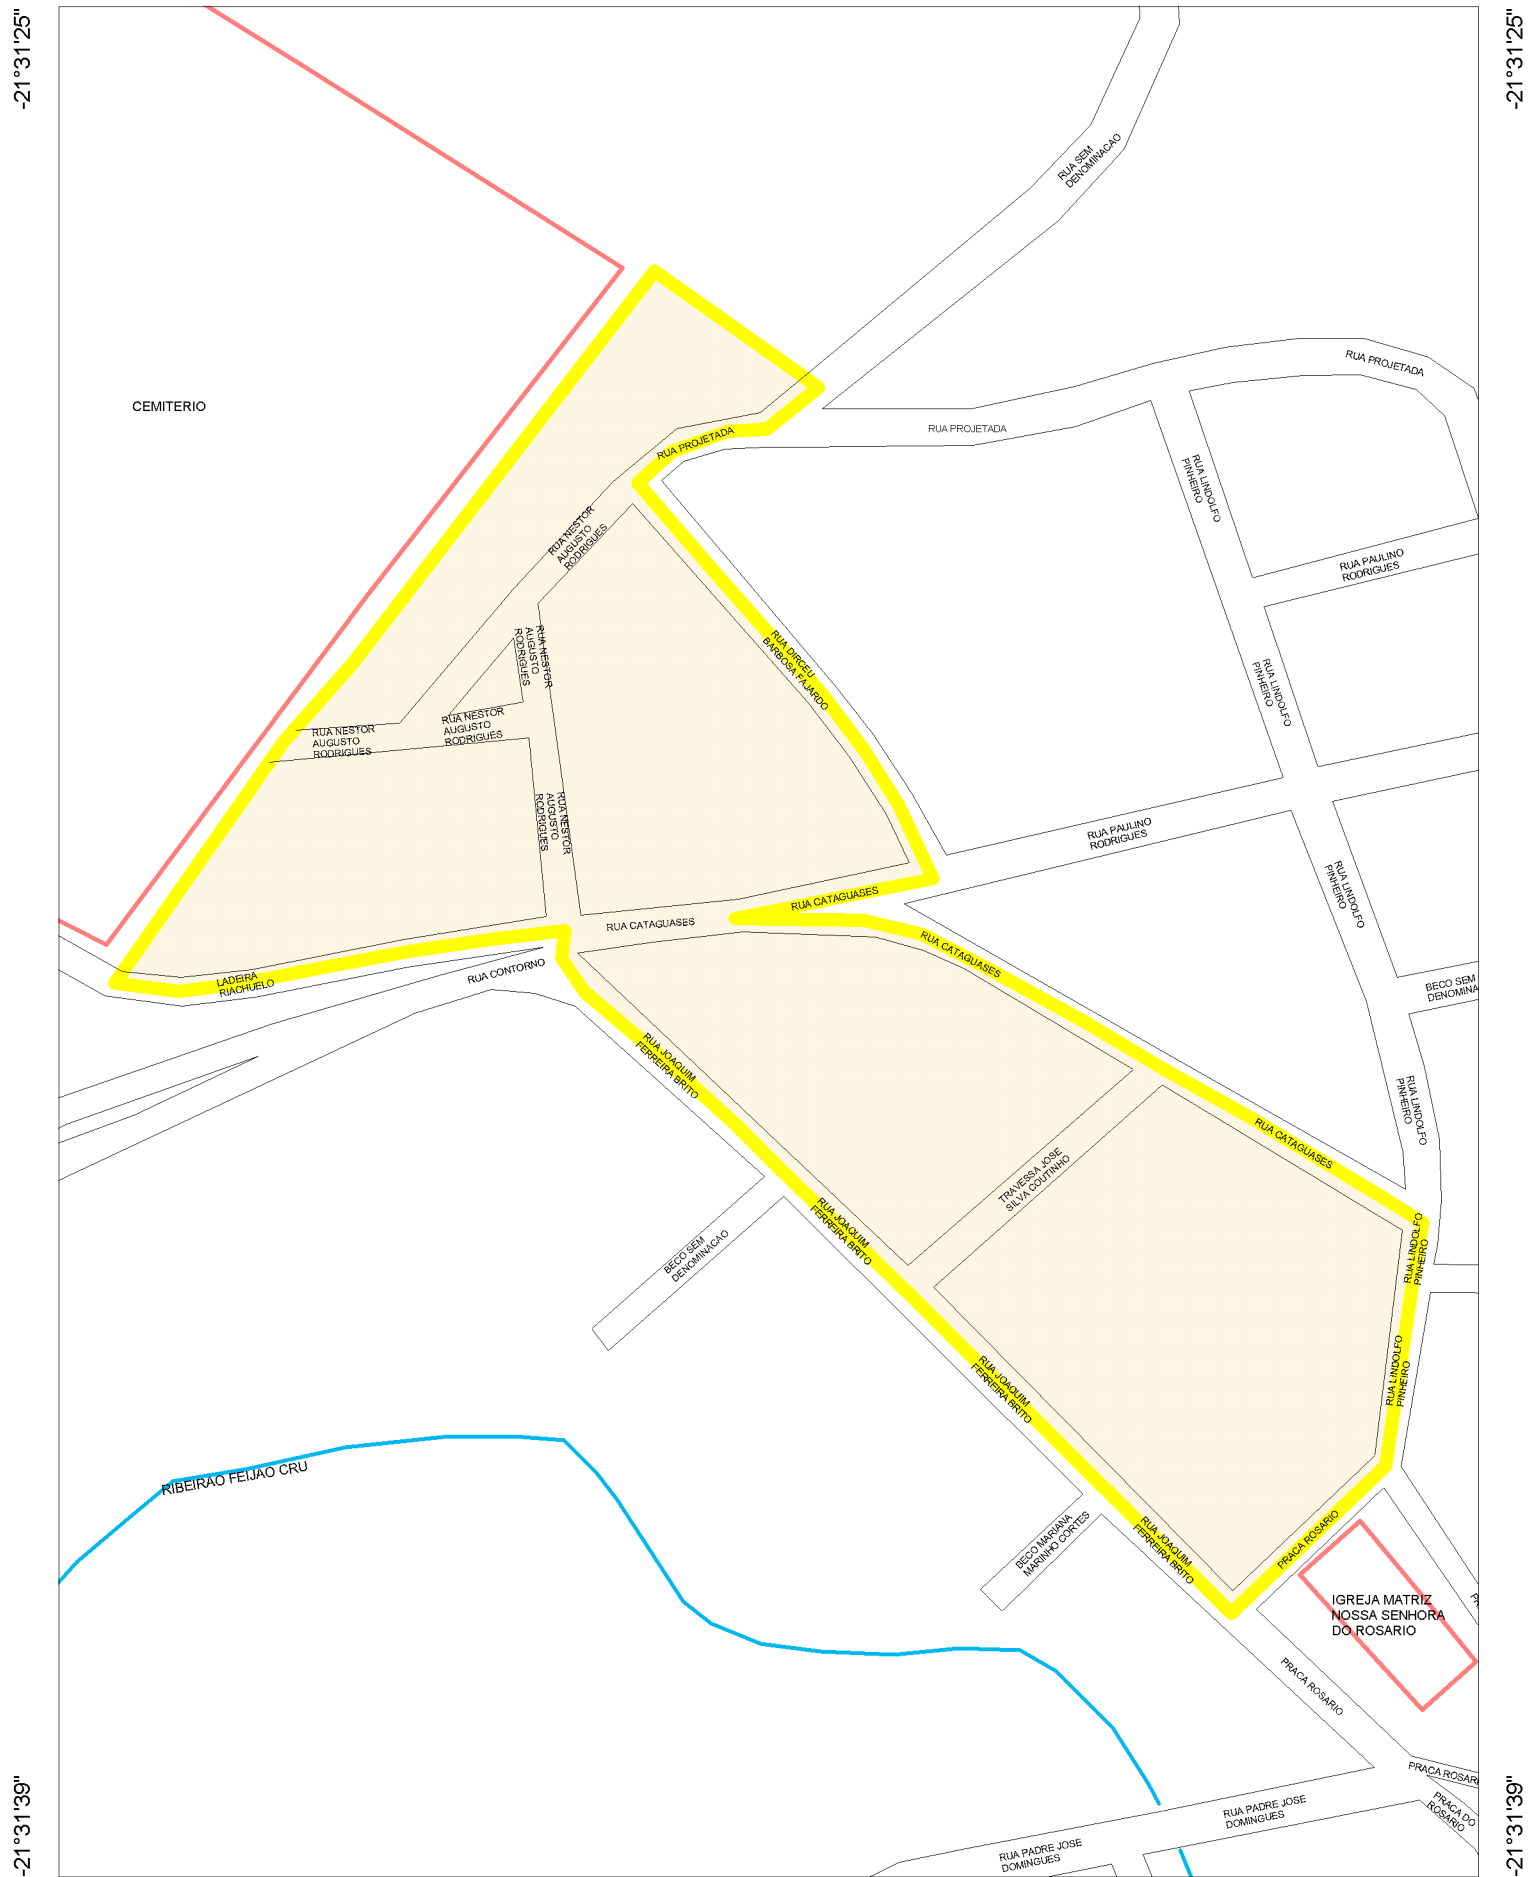 -21°31'25"
-21°31'25"
RUA SEM
DENOMINACAO
RUA PROJETADA
CEMITERIO
RUA PROJETADA
RUA PROJETADA
RUA LINDOLFO
PINHEIRO
RUA NESTOR
AUGUSTO
RODRIGUES
RUA PAULINO
RODRIGUES
RUA NESTOR
AUGUSTO
RODRIGUES
RUA DIRCEU
BARBOSA FAJARDO
RUA LINDOLFO
PINHEIRO
RUA NESTOR
AUGUSTO
RODRIGUES
RUA NESTOR
AUGUSTO
RODRIGUES
RUA NESTOR
AUGUSTO
RODRIGUES
RUA PAULINO
RODRIGUES
RUA LINDOLFO
PINHEIRO
RUA CATAGUASES
RUA CATAGUASES
RUA CATAGUASES
LADEIRA
RIACHUELO
RUA CONTORNO
BECO SEM
DENOMINA
RUA JOAQUIM
FERREIRA BRITO
RUA LINDOLFO
PINHEIRO
RUA CATAGUASES
TRAVESSA JOSE
SILVA COUTINHO
RUA JOAQUIM
FERREIRA BRITO
BECO SEM
DENOMINACAO
RUA LINDOLFO
PINHEIRO
RUA LINDOLFO
PINHEIRO
RUA JOAQUIM
FERREIRA BRITO
RIBEIRAO FEIJAO CRU
BECO MARIANA
MARINHO CORTES
RUA JOAQUIM
FERREIRA BRITO
PRACA ROSARIO
IGREJA MATRIZ
NOSSA SENHORA
DO ROSARIO
PRACA ROSARIO
PRACA ROSARI
PRACA DO
ROSARIO
RUA PADRE JOSE
DOMINGUES
RUA PADRE JOSE
DOMINGUES
-21°31'39"
-21°31'39"